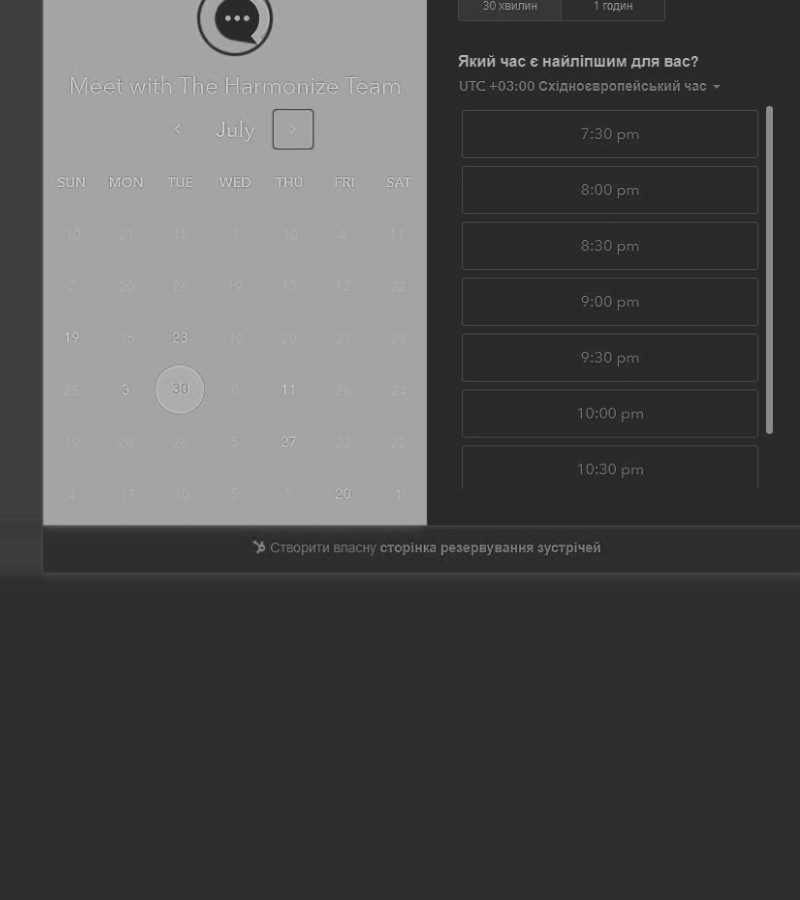 30 хвилин 1 годин
Meet with The Harmonize Team
July
SUN MON TUE WED THU FRI SAT
10 21 15 1 10 4 11
2 20 26 19 13 12 22
19 16 23 10 20 21 29
25 3 30 8 11 26 24
19 26 28 5 27 22 22
4 17 10 5 5 20 1
Який час є найліпшим для вас?
UTC +03:00 Східноєвропейський час
7:30 pm
8:00 pm
8:30 pm
9:00 pm
9:30 pm
10:00 pm
10:30 pm
Створити власну сторінка резервування зустрічей